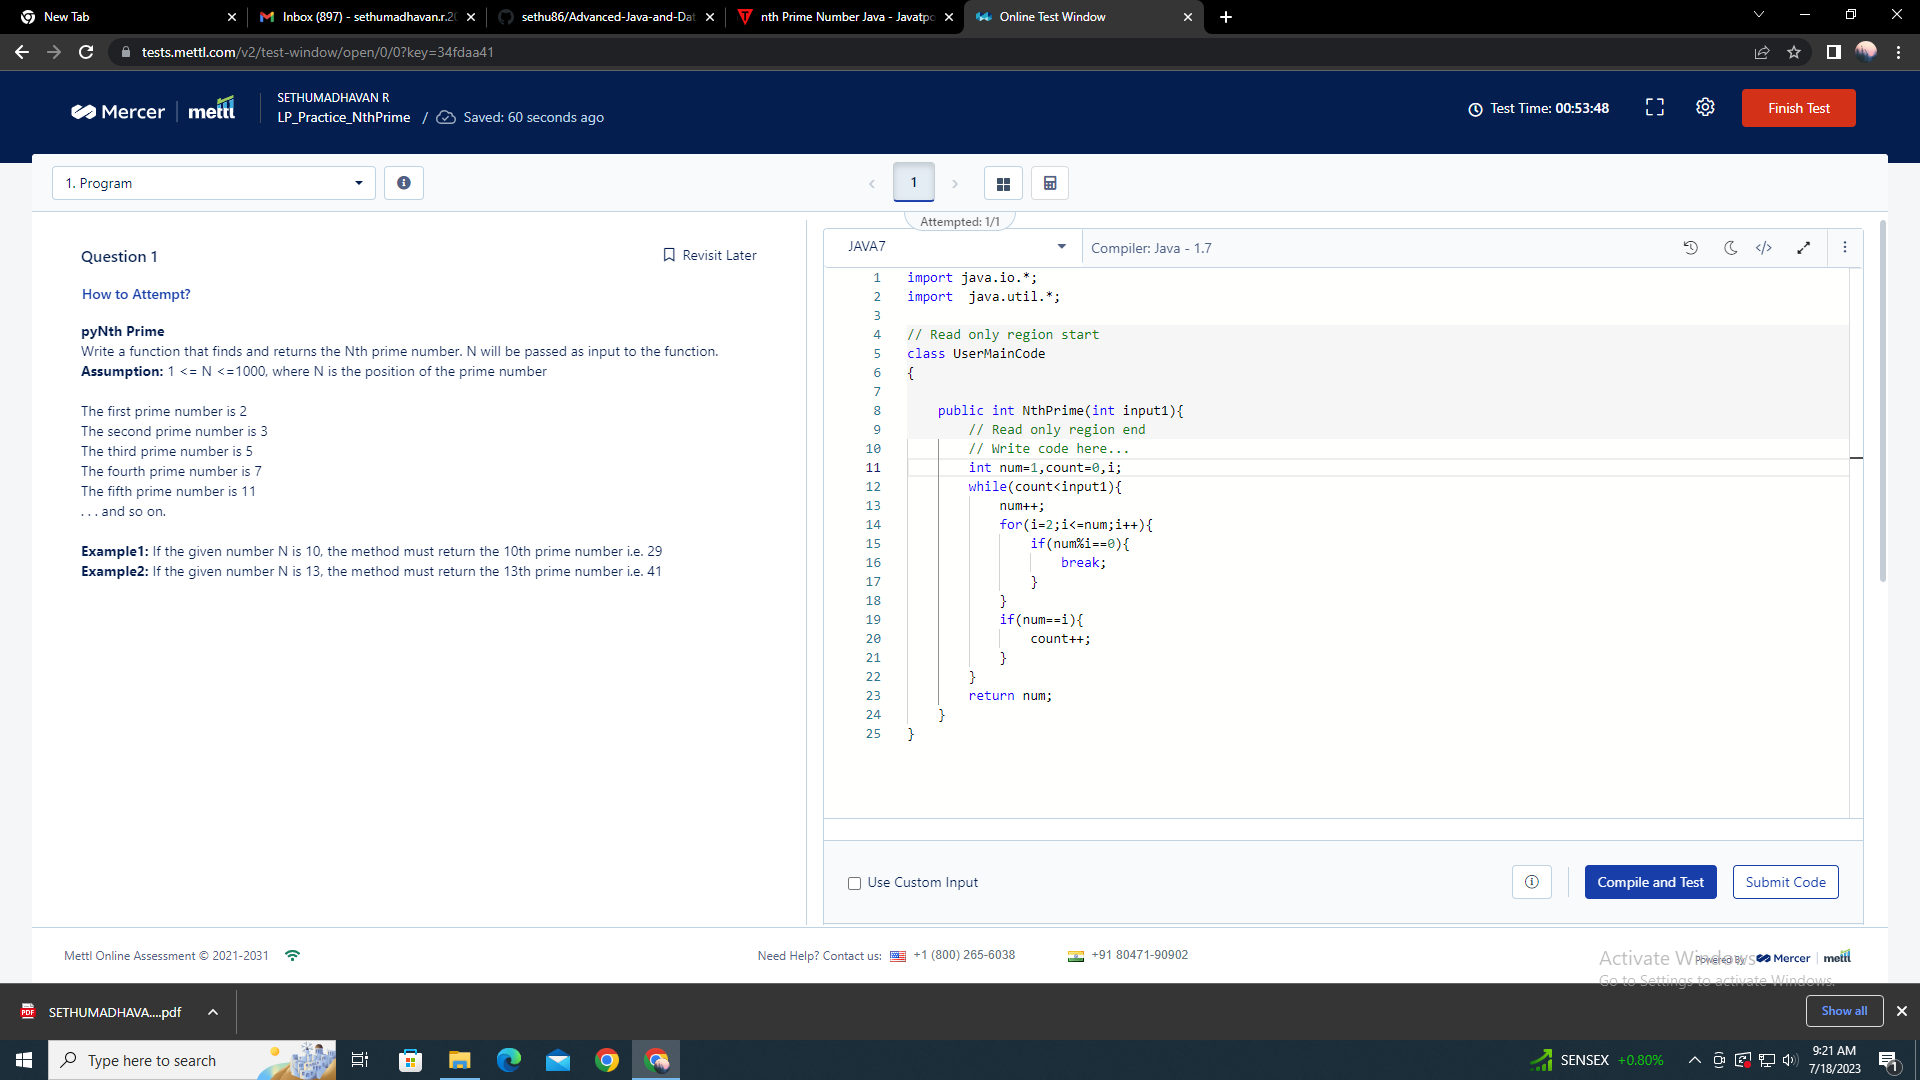 New Tab
Inbox (897) - sethumadhavan.r.20
sethu86/Advanced-Java-and-Dat
nth Prime Number Java - Javatpo
Online Test Window
tests.mettl.com/v2/test-window/open/0/0?key=34fdaa41
Mercer | mettl
SETHUMADHAVAN R
LP_Practice_NthPrime / Saved: 60 seconds ago
Test Time: 00:53:48
Finish Test
1. Program
1
Attempted: 1/1
Question 1
Revisit Later
How to Attempt?
pyNth Prime
Write a function that finds and returns the Nth prime number. N will be passed as input to the function.
Assumption: 1 <= N <=1000, where N is the position of the prime number
The first prime number is 2
The second prime number is 3
The third prime number is 5
The fourth prime number is 7
The fifth prime number is 11
. . . and so on.
Example1: If the given number N is 10, the method must return the 10th prime number i.e. 29
Example2: If the given number N is 13, the method must return the 13th prime number i.e. 41
JAVA7
Compiler: Java - 1.7
1 import java.io.*;
2 import  java.util.*;
3
4 // Read only region start
5 class UserMainCode
6 {
7
8 public int NthPrime(int input1){
9 // Read only region end
10 // Write code here...
11 int num=1,count=0,i;
12 while(count<input1){
13 num++;
14 for(i=2;i<=num;i++){
15 if(num%i==0){
16 break;
17 }
18 }
19 if(num==i){
20 count++;
21 }
22 }
23 return num;
24 }
25 }
Use Custom Input
Compile and Test
Submit Code
Mettl Online Assessment © 2021-2031
Need Help? Contact us: +1 (800) 265-6038
+91 80471-90902
Activate Windows
Powered By Mercer | mettl
Go to Settings to activate Windows.
PDF
SETHUMADHAVA....pdf
Show all
Type here to search
SENSEX +0.80%
9:21 AM
7/18/2023
1